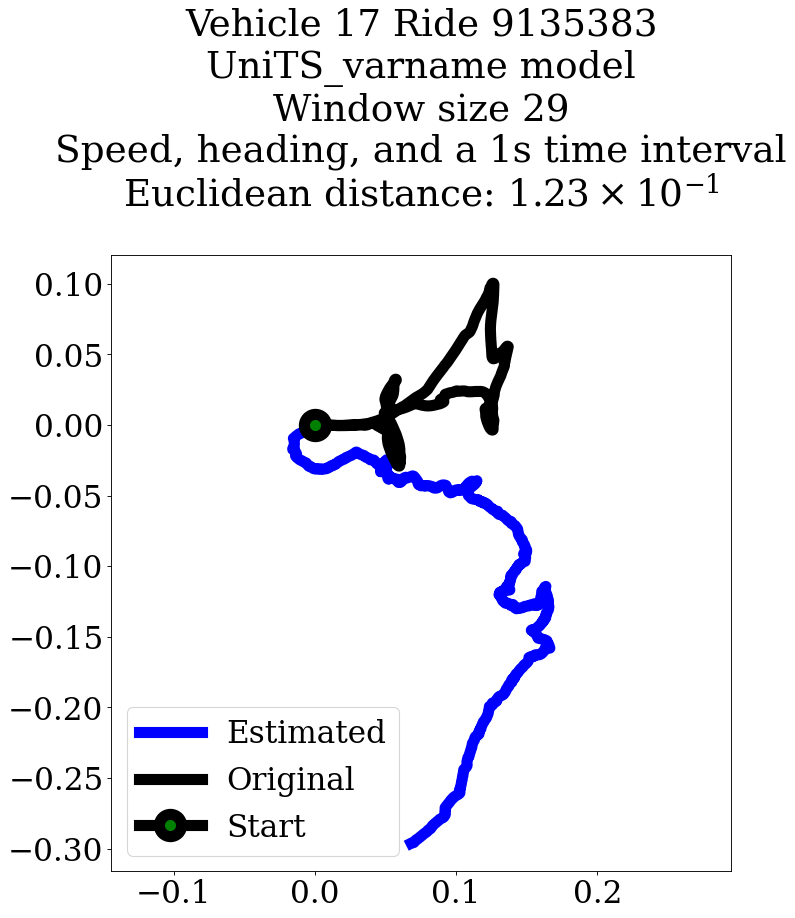 Vehicle 17 Ride 9135383
UniTS_varname model
Window size 29
Speed, heading, and a 1s time interval
Euclidean distance: 1.23 × 10⁻¹
0.10
0.05
0.00
−0.05
−0.10
−0.15
−0.20
−0.25
−0.30
Estimated
Original
Start
−0.1
0.0
0.1
0.2